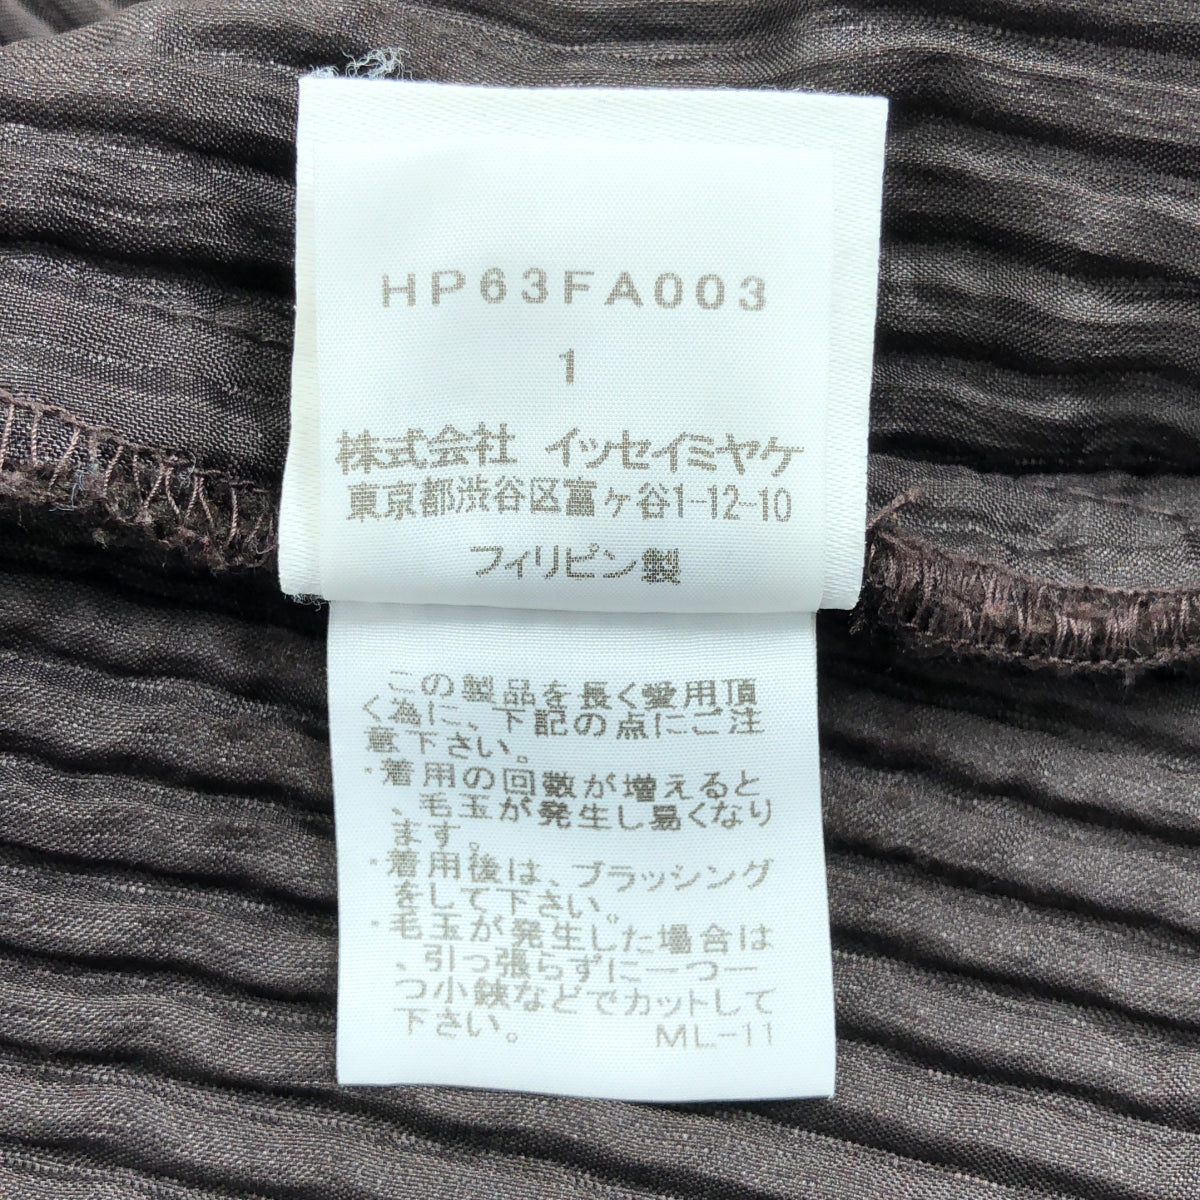 HP63FA003
1
株式会社 イッセイミヤケ
東京都渋谷区富ヶ谷1-12-10
フィリピン製
この製品を長く愛用頂
く為に、下記の点にご注
意下さい。
・着用の回数が増えると
、毛玉が発生し易くなり
ます。
・着用後は、ブラッシング
をして下さい。
・毛玉が発生した場合は
、引っ張らずに一つ一
つ小鋏などでカットして
下さい。 ML-11